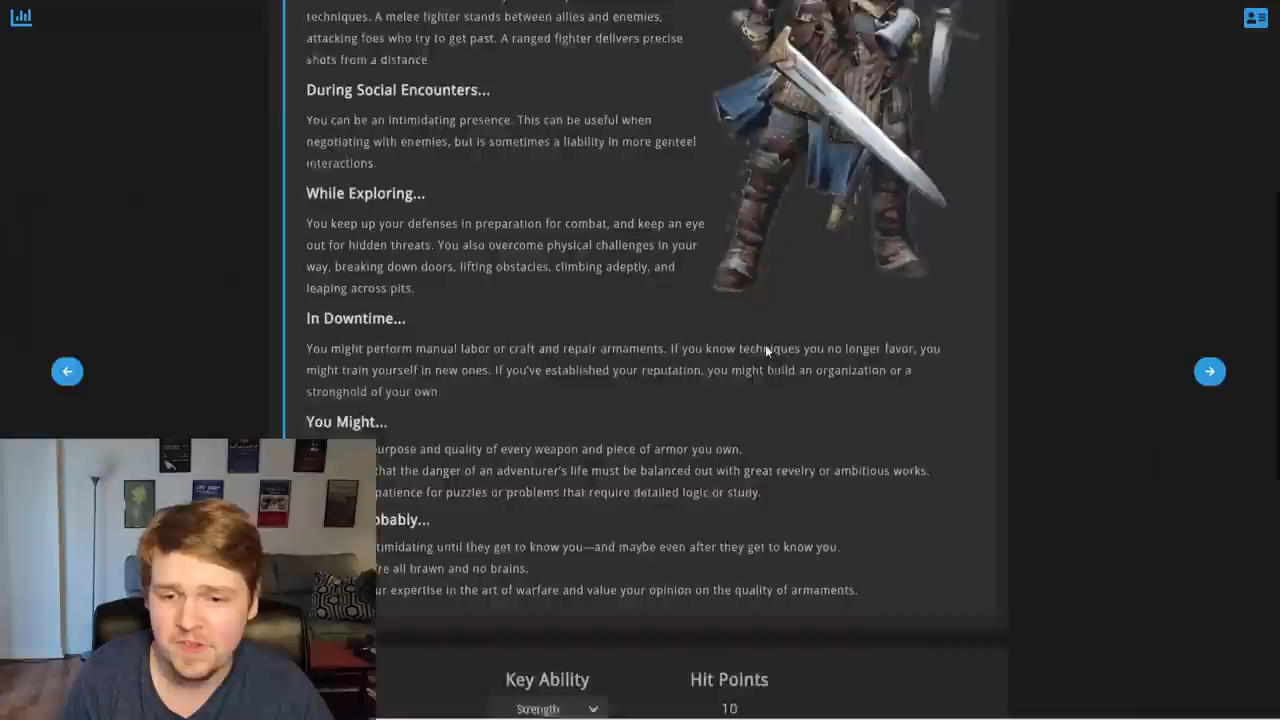 techniques. A melee fighter stands between allies and enemies,
attacking foes who try to get past. A ranged fighter delivers precise
shots from a distance.
During Social Encounters...
You can be an intimidating presence. This can be useful when
negotiating with enemies, but is sometimes a liability in more genteel
interactions.
While Exploring...
You keep up your defenses in preparation for combat, and keep an eye
out for hidden threats. You also overcome physical challenges in your
way, breaking down doors, lifting obstacles, climbing adeptly, and
leaping across pits.
In Downtime...
You might perform manual labor or craft and repair armaments. If you know techniques you no longer favor, you
might train yourself in new ones. If you've established your reputation, you might build an organization or a
stronghold of your own.
You Might...
urpose and quality of every weapon and piece of armor you own.
that the danger of an adventurer's life must be balanced out with great revelry or ambitious works.
patience for puzzles or problems that require detailed logic or study.
obably...
timidating until they get to know you—and maybe even after they get to know you.
're all brawn and no brains.
ur expertise in the art of warfare and value your opinion on the quality of armaments.
Key Ability
Strength
Hit Points
10